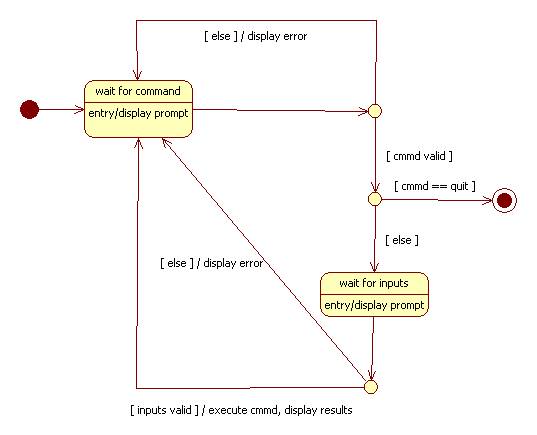 [ else ] / display error
wait for command
entry/display prompt
[ cmmd valid ]
[ cmmd == quit ]
[ else ]
[ else ] / display error
wait for inputs
entry/display prompt
[ inputs valid ] / execute cmmd, display results